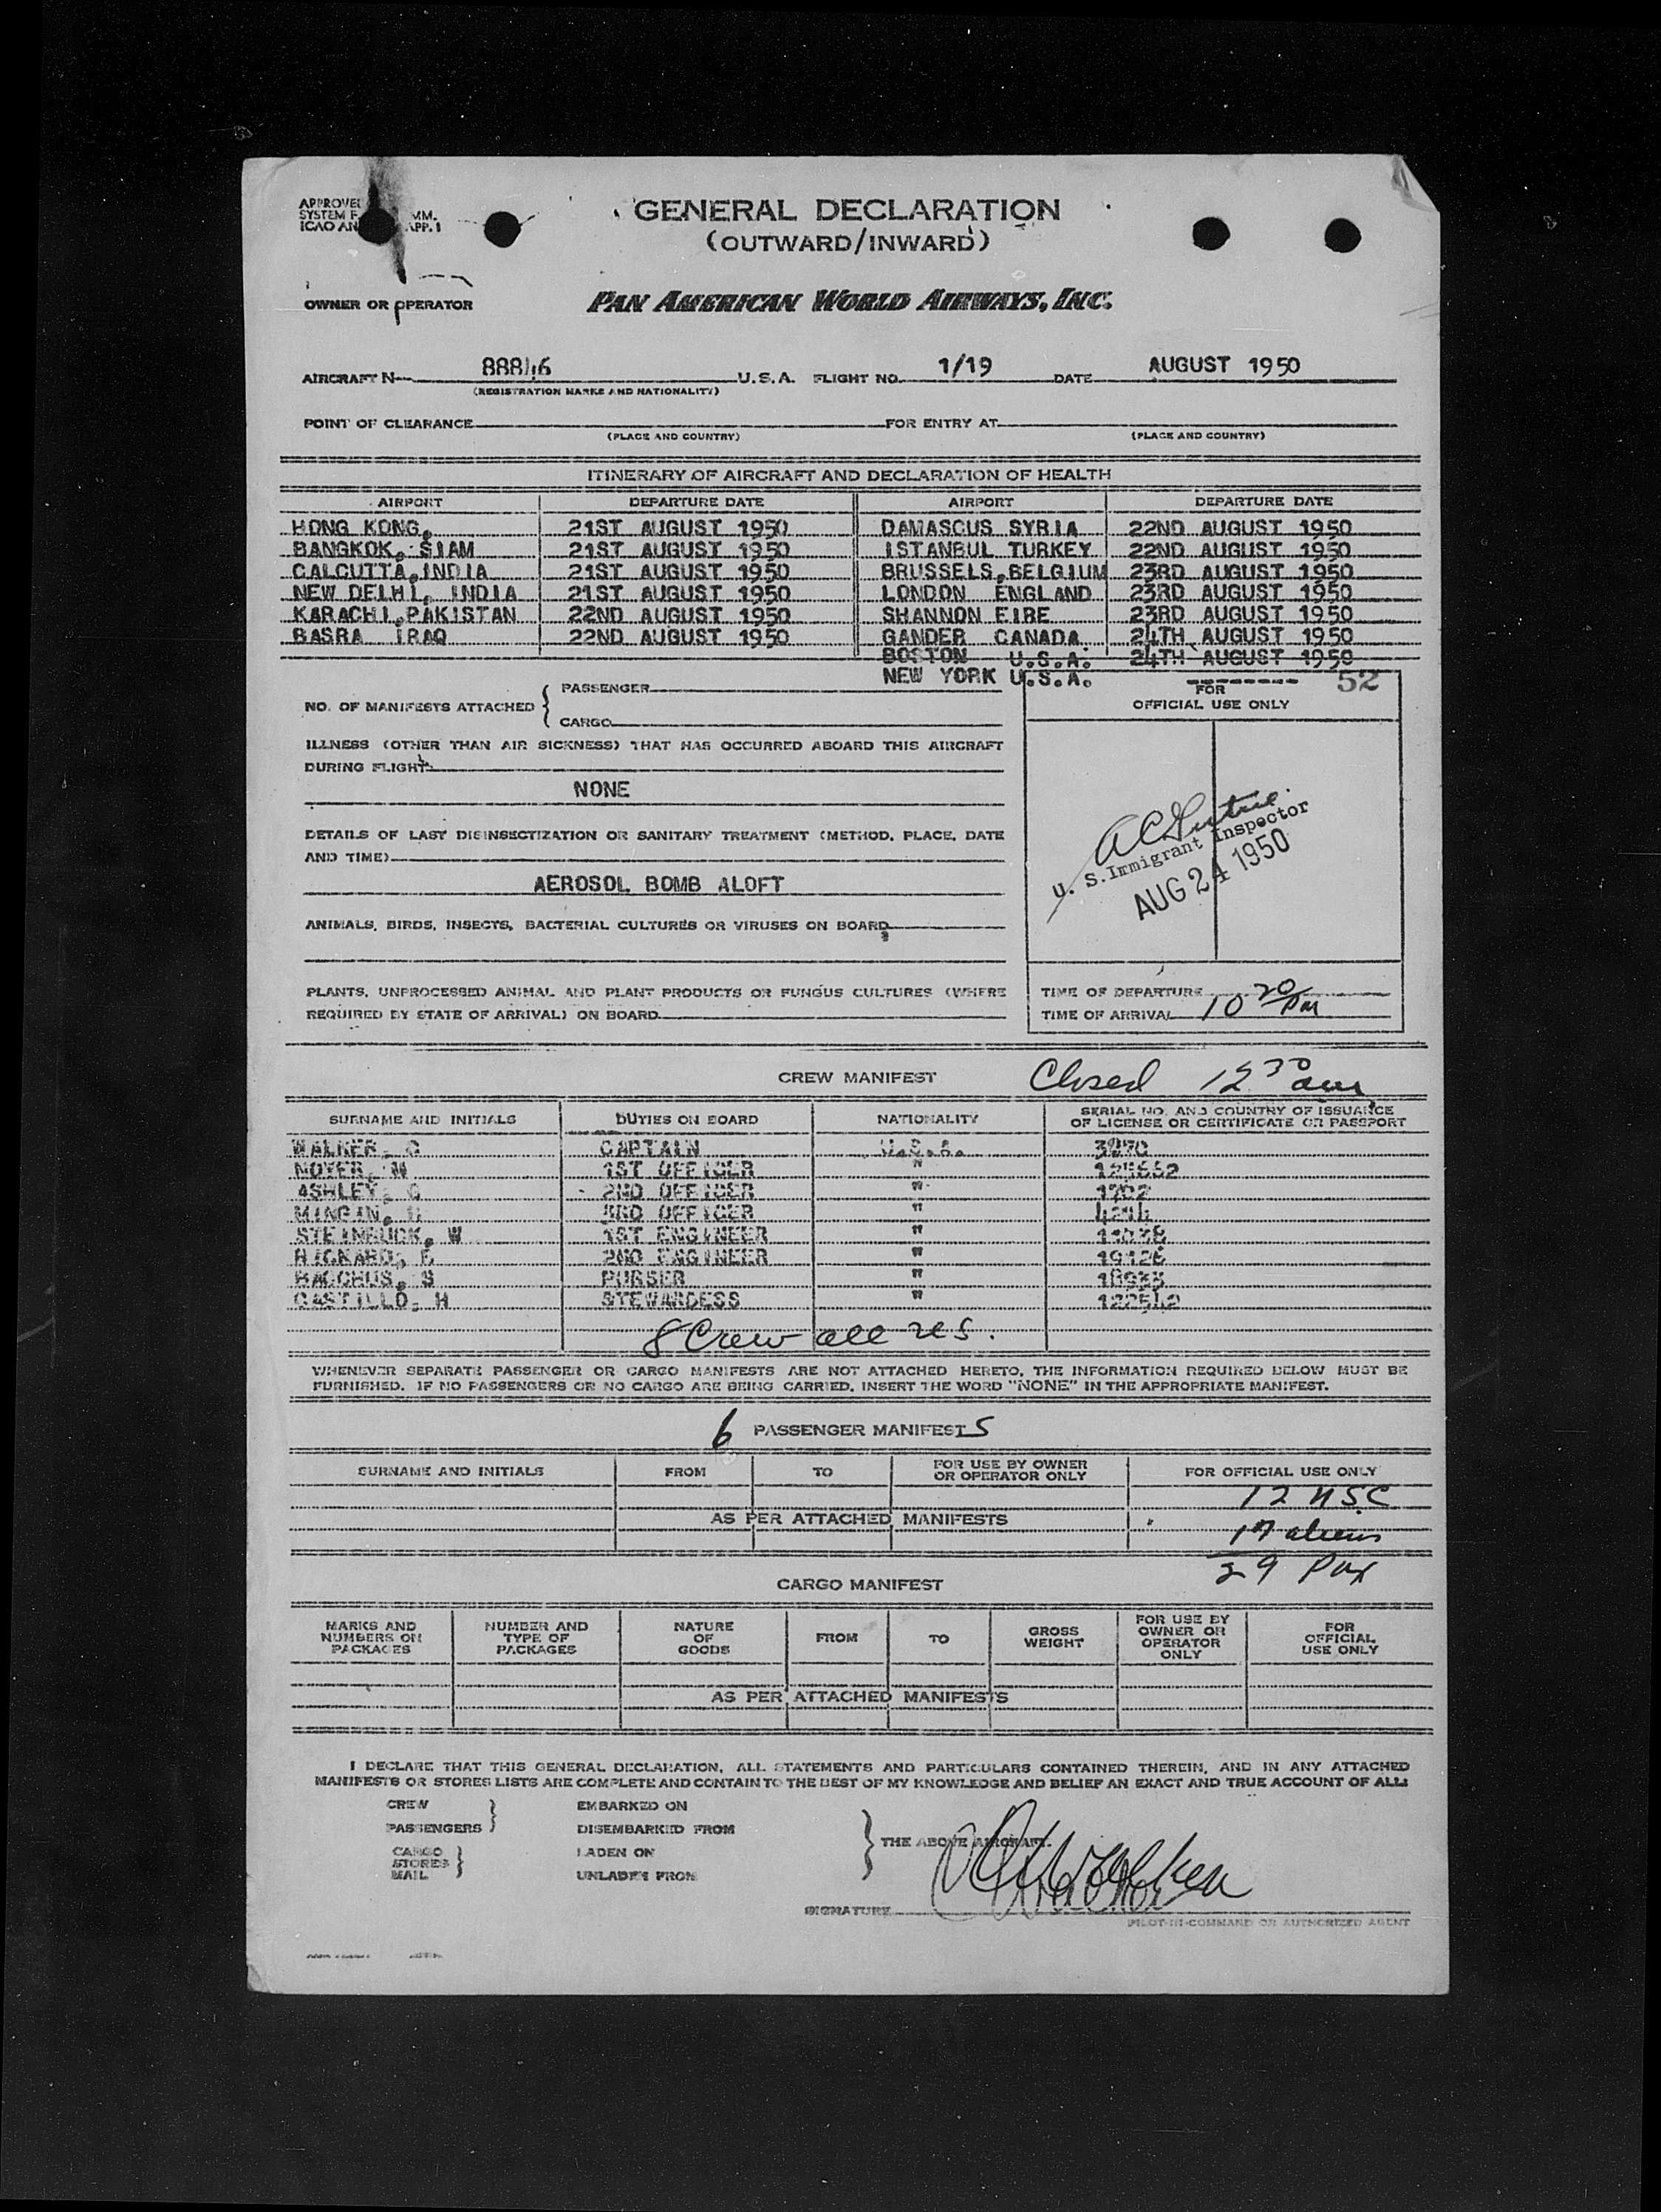 GENERAL DECLARATION
(OUTWARD/INWARD)
OWNER OR OPERATOR PAN AMERICAN WORLD AIRWAYS, INC.
AIRCRAFT N 88846 U.S.A. FLIGHT NO. 1/19 DATE AUGUST 1950
(REGISTRATION MARKS AND NATIONALITY)
POINT OF CLEARANCE FOR ENTRY AT
(PLACE AND COUNTRY) (PLACE AND COUNTRY)
ITINERARY OF AIRCRAFT AND DECLARATION OF HEALTH
AIRPORT DEPARTURE DATE AIRPORT DEPARTURE DATE
HONG KONG, 21ST AUGUST 1950 DAMASCUS SYRIA 22ND AUGUST 1950
BANGKOK, SIAM 21ST AUGUST 1950 ISTANBUL TURKEY 22ND AUGUST 1950
CALCUTTA, INDIA 21ST AUGUST 1950 BRUSSELS, BELGIUM 23RD AUGUST 1950
NEW DELHI, INDIA 21ST AUGUST 1950 LONDON ENGLAND 23RD AUGUST 1950
KARACHI, PAKISTAN 22ND AUGUST 1950 SHANNON EIRE 23RD AUGUST 1950
BASRA IRAQ 22ND AUGUST 1950 GANDER CANADA 24TH AUGUST 1950
BOSTON U.S.A. 24TH AUGUST 1950
NEW YORK U.S.A.
52
NO. OF MANIFESTS ATTACHED { PASSENGER
CARGO
FOR
OFFICIAL USE ONLY
ILLNESS (OTHER THAN AIR SICKNESS) THAT HAS OCCURRED ABOARD THIS AIRCRAFT
DURING FLIGHT
NONE
DETAILS OF LAST DISINSECTIZATION OR SANITARY TREATMENT (METHOD, PLACE, DATE
AND TIME)
AEROSOL BOMB ALOFT
U. S. Immigrant Inspector
AUG 24 1950
ANIMALS, BIRDS, INSECTS, BACTERIAL CULTURES OR VIRUSES ON BOARD
PLANTS, UNPROCESSED ANIMAL AND PLANT PRODUCTS OR FUNGUS CULTURES (WHERE
REQUIRED BY STATE OF ARRIVAL) ON BOARD
TIME OF DEPARTURE
TIME OF ARRIVAL 10 20 pm
CREW MANIFEST Closed 12 30 am
SURNAME AND INITIALS DUTIES ON BOARD NATIONALITY SERIAL NO. AND COUNTRY OF ISSUANCE
OF LICENSE OR CERTIFICATE OR PASSPORT
WALKER, CAPTAIN U.S.A.
NOYER, M 1ST OFFICER "
ASHLEY, 2ND OFFICER " 1702
3RD OFFICER "
STEINBUCK, W 1ST ENGINEER "
HICKARD, 2ND ENGINEER " 19126
BACCHUS, S PURSER "
CASTILLO, H STEWARDESS " 122542
8 Crew all res.
WHENEVER SEPARATE PASSENGER OR CARGO MANIFESTS ARE NOT ATTACHED HERETO, THE INFORMATION REQUIRED BELOW MUST BE
FURNISHED. IF NO PASSENGERS OR NO CARGO ARE BEING CARRIED, INSERT THE WORD "NONE" IN THE APPROPRIATE MANIFEST.
6 PASSENGER MANIFESTS
SURNAME AND INITIALS FROM TO FOR USE BY OWNER
OR OPERATOR ONLY FOR OFFICIAL USE ONLY
12 USC
AS PER ATTACHED MANIFESTS
17 aliens
29 Pax
CARGO MANIFEST
MARKS AND
NUMBERS ON
PACKAGES NUMBER AND
TYPE OF
PACKAGES NATURE
OF
GOODS FROM TO GROSS
WEIGHT FOR USE BY
OWNER OR
OPERATOR
ONLY FOR
OFFICIAL
USE ONLY
AS PER ATTACHED MANIFESTS
I DECLARE THAT THIS GENERAL DECLARATION, ALL STATEMENTS AND PARTICULARS CONTAINED THEREIN, AND IN ANY ATTACHED
MANIFESTS OR STORES LISTS ARE COMPLETE AND CONTAIN TO THE BEST OF MY KNOWLEDGE AND BELIEF AN EXACT AND TRUE ACCOUNT OF ALL:
CREW EMBARKED ON
PASSENGERS DISEMBARKED FROM
CARGO LADEN ON
STORES
MAIL UNLADEN FROM
THE ABOVE AIRCRAFT.
SIGNATURE
PILOT-IN-COMMAND OR AUTHORIZED AGENT